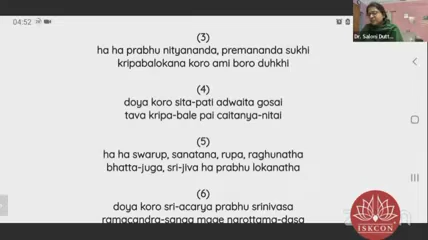 04:52
Dr. Saloni Dutt...
(3)
ha ha prabhu nityananda, premananda sukhi
kripabalokana koro ami boro duhkhi
(4)
doya koro sita-pati adwaita gosai
tava kripa-bale pai caitanya-nitai
(5)
ha ha swarup, sanatana, rupa, raghunatha
bhatta-juga, sri-jiva ha prabhu lokanatha
(6)
doya koro sri-acarya prabhu srinivasa
ramacandra-sanga mage narottama-dasa
ISKCON